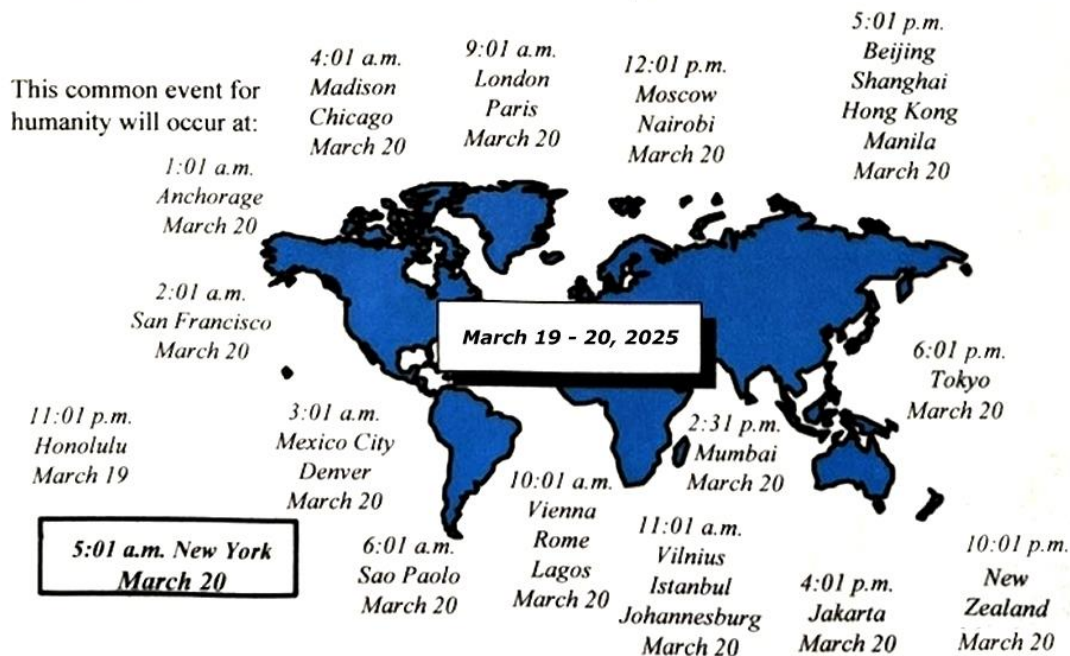 This common event for
humanity will occur at:
4:01 a.m.
Madison
Chicago
March 20
9:01 a.m.
London
Paris
March 20
12:01 p.m.
Moscow
Nairobi
March 20
5:01 p.m.
Beijing
Shanghai
Hong Kong
Manila
March 20
1:01 a.m.
Anchorage
March 20
2:01 a.m.
San Francisco
March 20
March 19 - 20, 2025
6:01 p.m.
Tokyo
March 20
11:01 p.m.
Honolulu
March 19
3:01 a.m.
Mexico City
Denver
March 20
2:31 p.m.
Mumbai
March 20
5:01 a.m. New York
March 20
6:01 a.m.
Sao Paolo
March 20
10:01 a.m.
Vienna
Rome
Lagos
March 20
11:01 a.m.
Vilnius
Istanbul
Johannesburg
March 20
4:01 p.m.
Jakarta
March 20
10:01 p.m.
New
Zealand
March 20